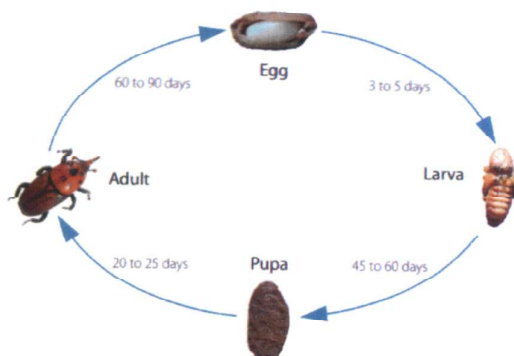 Egg
60 to 90 days
3 to 5 days
Adult
Larva
20 to 25 days
Pupa
45 to 60 days